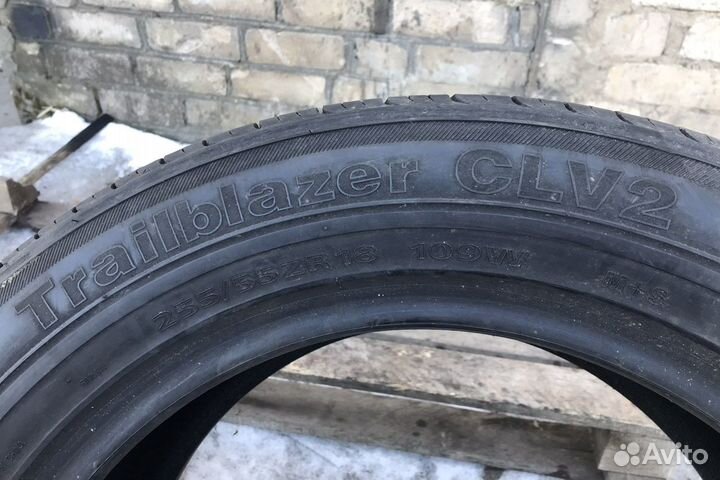 Trailblazer CLV2
255/55ZR18 109W M+S
Avito